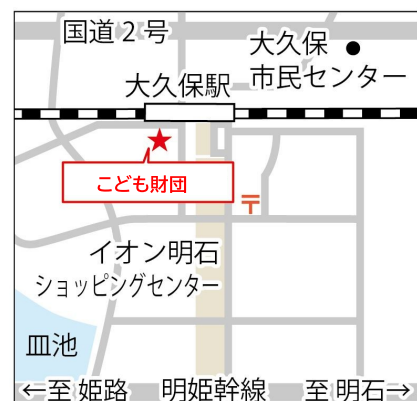 国道2号
大久保
市民センター
大久保駅
こども財団
〒
イオン明石
ショッピングセンター
皿池
←至 姫路
明姫幹線
至 明石→